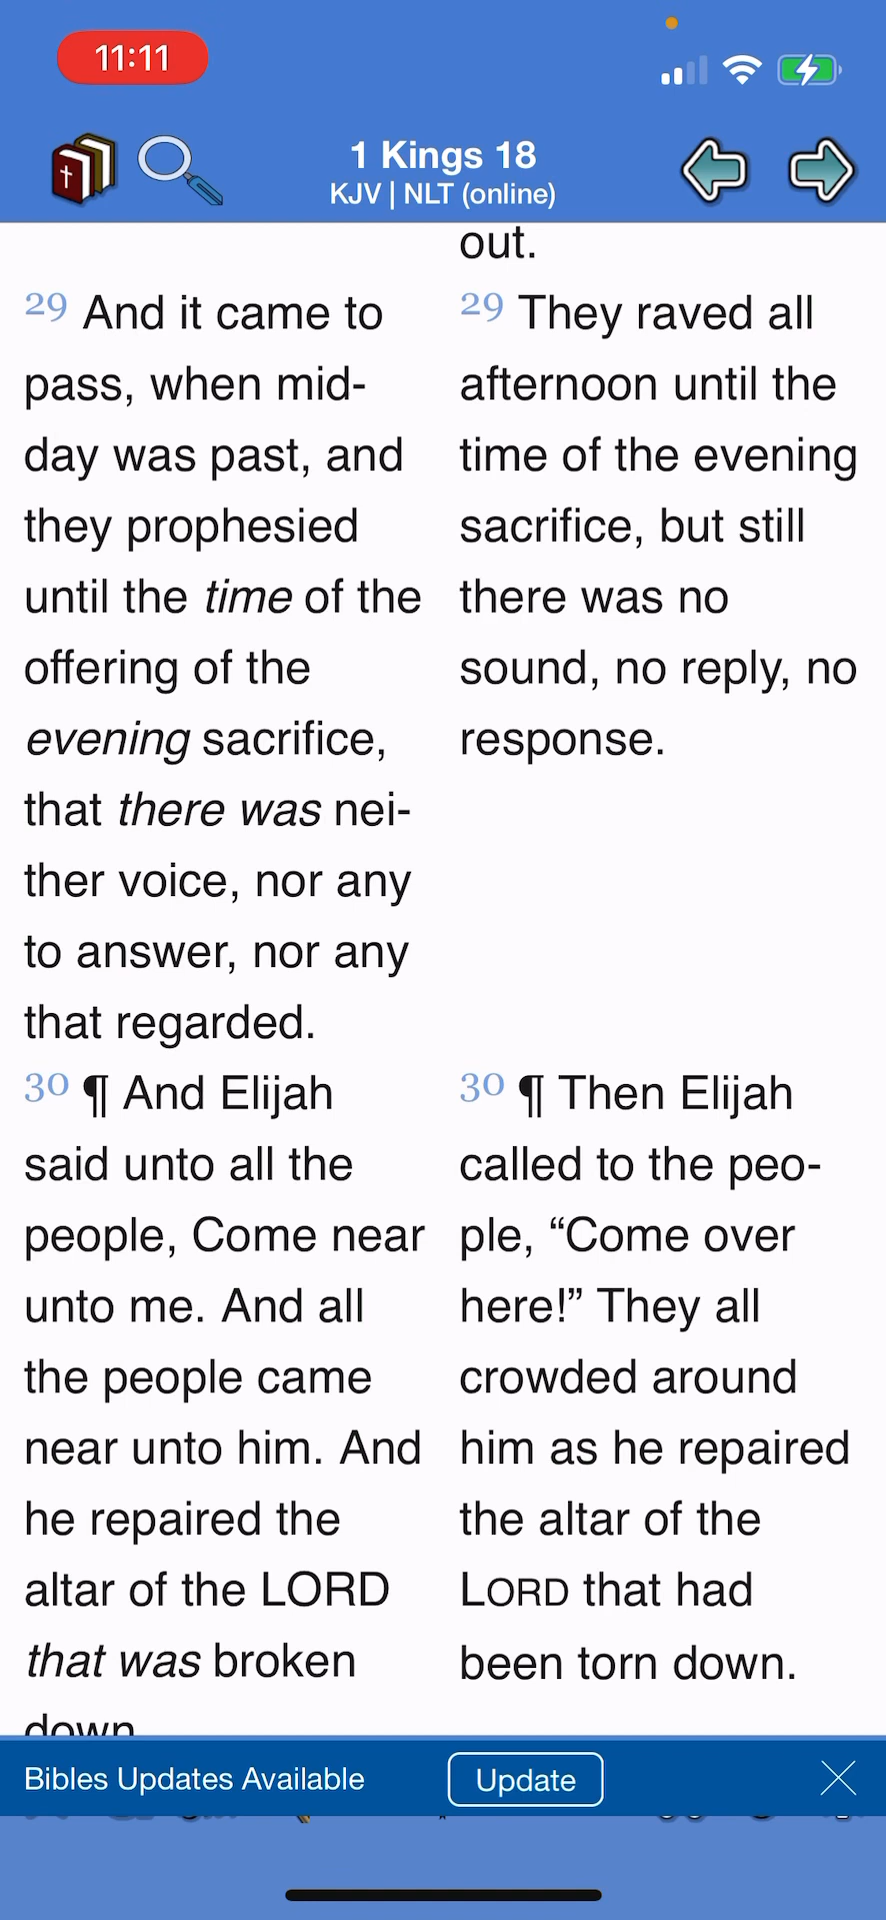 11:11
1 Kings 18
KJV | NLT (online)
out.
29 And it came to
pass, when mid-
day was past, and
they prophesied
until the time of the
offering of the
evening sacrifice,
that there was nei-
ther voice, nor any
to answer, nor any
that regarded.
29 They raved all
afternoon until the
time of the evening
sacrifice, but still
there was no
sound, no reply, no
response.
30 ¶ And Elijah
said unto all the
people, Come near
unto me. And all
the people came
near unto him. And
he repaired the
altar of the LORD
that was broken
down
30 ¶ Then Elijah
called to the peo-
ple, “Come over
here!” They all
crowded around
him as he repaired
the altar of the
LORD that had
been torn down.
Bibles Updates Available
Update